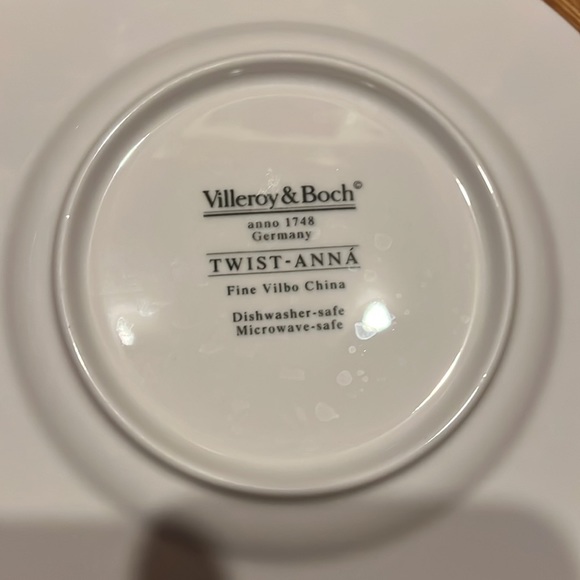 Villeroy & Boch©
anno 1748
Germany
TWIST-ANNÁ
Fine Vilbo China
Dishwasher-safe
Microwave-safe